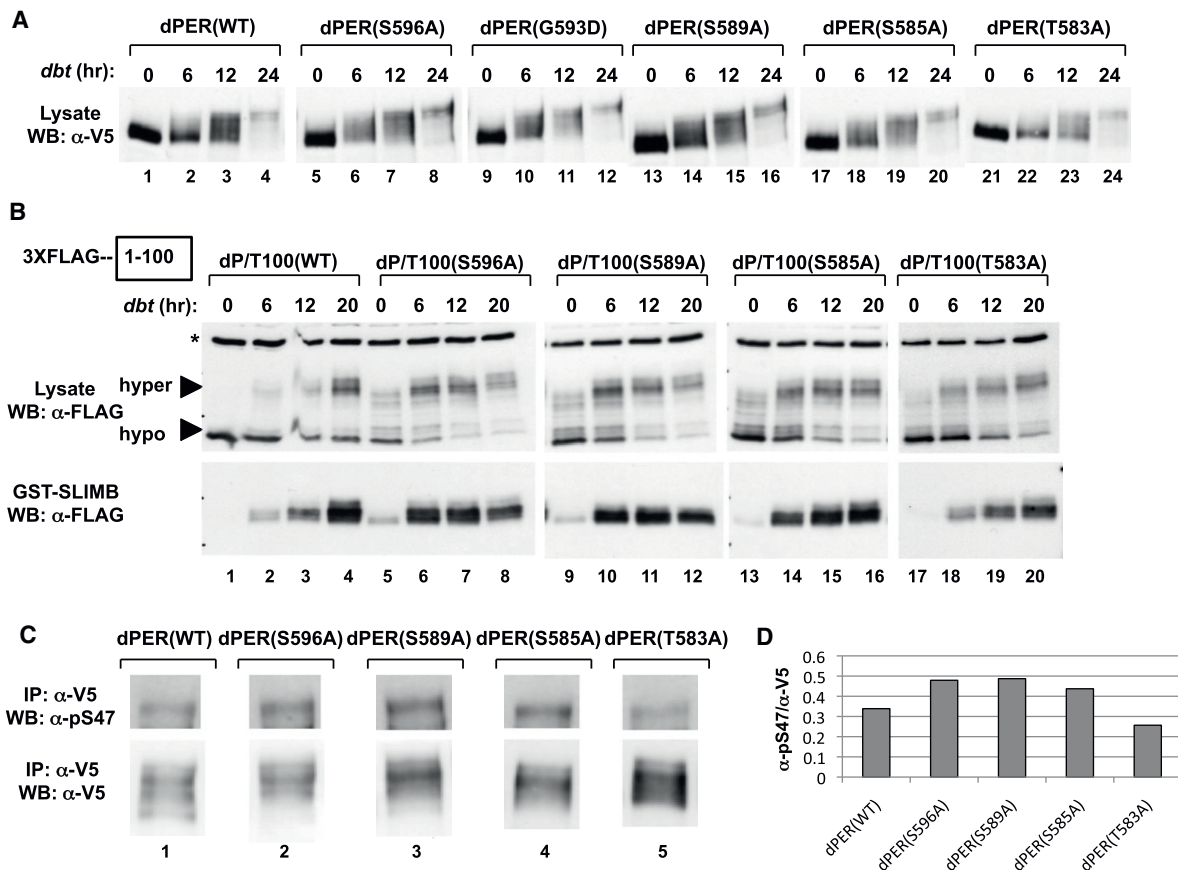 A
dPER(WT) dPER(S596A) dPER(G593D) dPER(S589A) dPER(S585A) dPER(T583A)
dbt (hr): 0 6 12 24 0 6 12 24 0 6 12 24 0 6 12 24 0 6 12 24 0 6 12 24
Lysate
WB: α-V5
1 2 3 4 5 6 7 8 9 10 11 12 13 14 15 16 17 18 19 20 21 22 23 24
B
3XFLAG-- 1-100
dP/T100(WT) dP/T100(S596A) dP/T100(S589A) dP/T100(S585A) dP/T100(T583A)
dbt (hr): 0 6 12 20 0 6 12 20 0 6 12 20 0 6 12 20 0 6 12 20
*
hyper
Lysate
WB: α-FLAG
hypo
GST-SLIMB
WB: α-FLAG
1 2 3 4 5 6 7 8 9 10 11 12 13 14 15 16 17 18 19 20
C
dPER(WT) dPER(S596A) dPER(S589A) dPER(S585A) dPER(T583A)
IP: α-V5
WB: α-pS47
IP: α-V5
WB: α-V5
1 2 3 4 5
D
α-pS47/α-V5
0.6
0.5
0.4
0.3
0.2
0.1
0
dPER(WT)
dPER(S596A)
dPER(S589A)
dPER(S585A)
dPER(T583A)